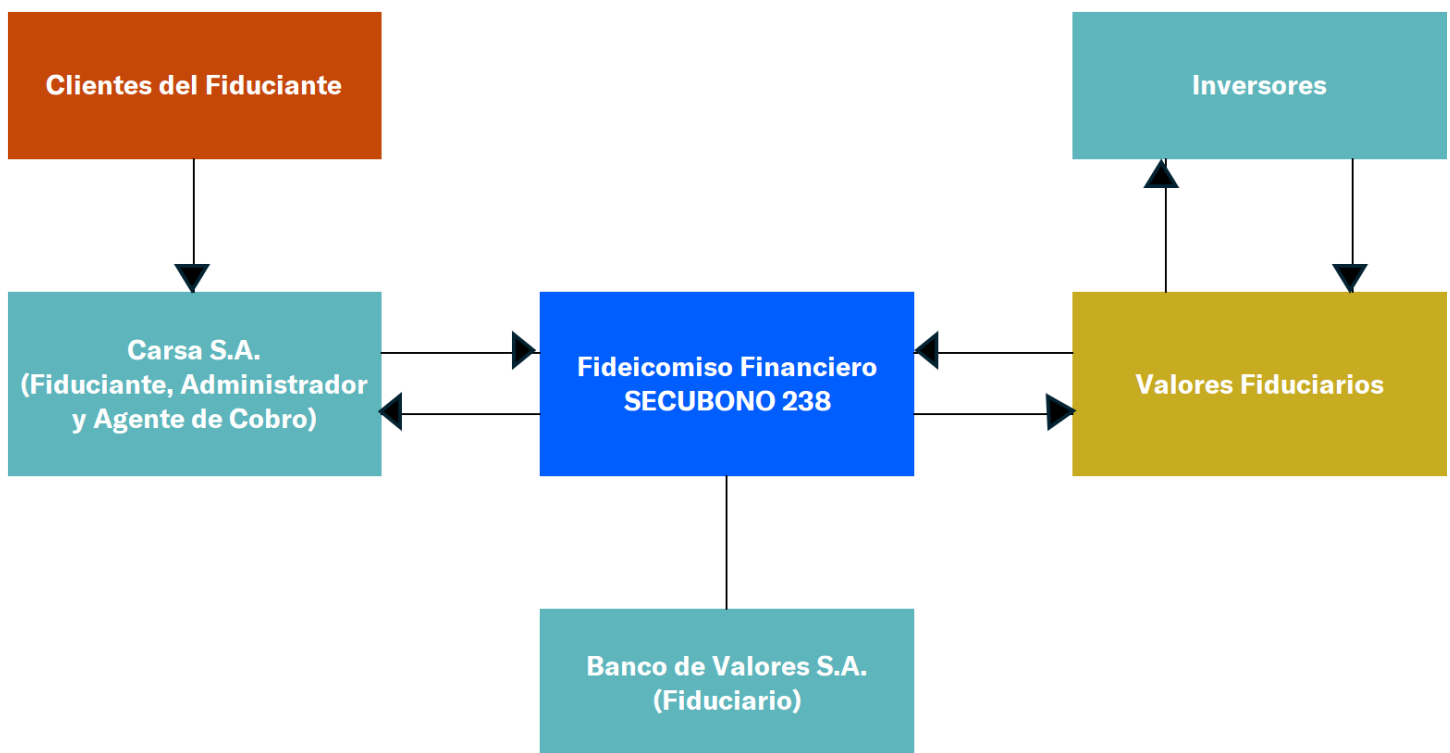 Clientes del Fiduciante
Inversores
Carsa S.A.
(Fiduciante, Administrador
y Agente de Cobro)
Fideicomiso Financiero
SECUBONO 238
Valores Fiduciarios
Banco de Valores S.A.
(Fiduciario)